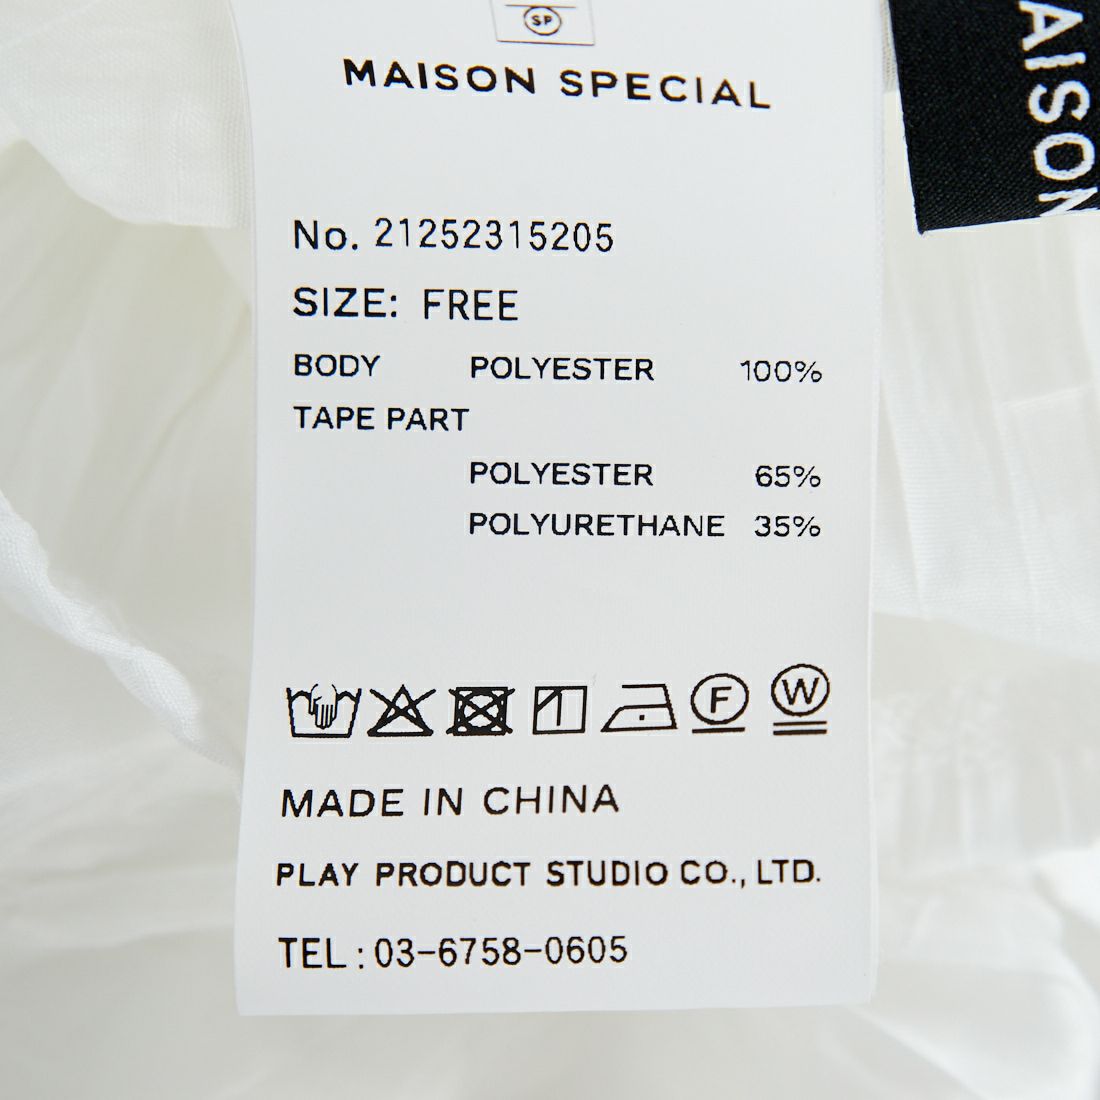 SP
MAISON SPECIAL
AISON
No. 21252315205
SIZE: FREE
BODY POLYESTER 100%
TAPE PART
POLYESTER 65%
POLYURETHANE 35%
F W
MADE IN CHINA
PLAY PRODUCT STUDIO CO., LTD.
TEL : 03-6758-0605